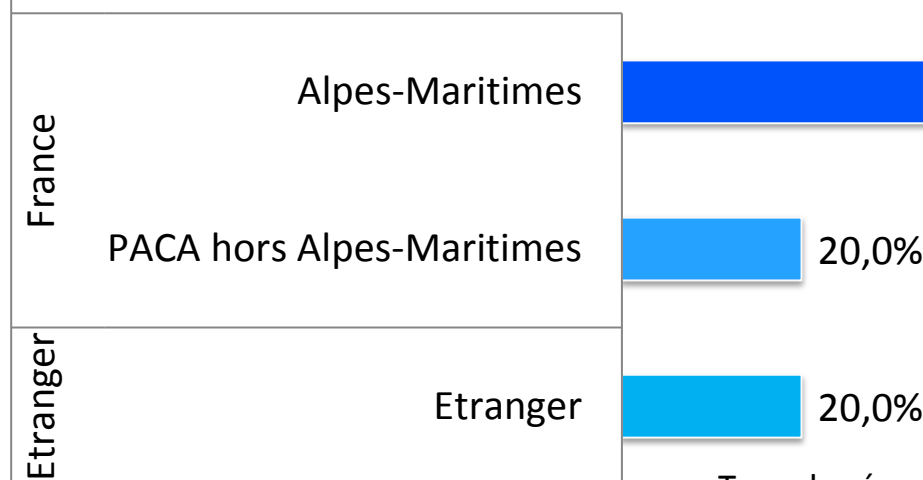 France
Alpes-Maritimes
PACA hors Alpes-Maritimes
20,0%
Etranger
Etranger
20,0%